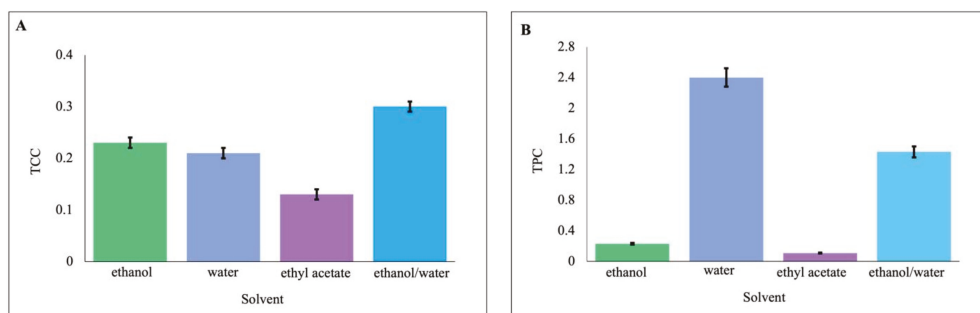 A
0.4
0.3
0.2
0.1
0
TCC
ethanol water ethyl acetate ethanol/water
Solvent
B
2.8
2.4
2
1.6
1.2
0.8
0.4
0
TPC
ethanol water ethyl acetate ethanol/water
Solvent